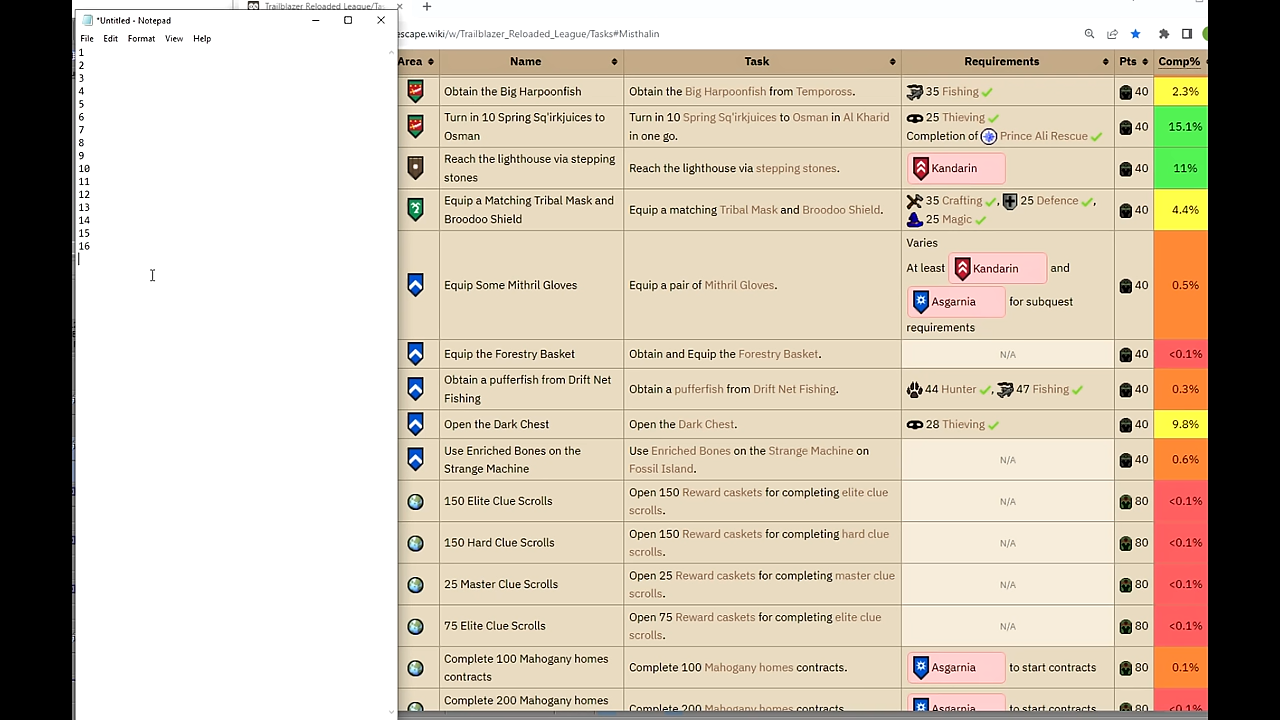 *Untitled - Notepad
Trailblazer Reloaded League/Ta
File Edit Format View Help
escape.wiki/w/Trailblazer_Reloaded_League/Tasks#Misthalin
1
2
3
4
5
6
7
8
9
10
11
12
13
14
15
16
Area Name Task Requirements Pts Comp%
Obtain the Big Harpoonfish Obtain the Big Harpoonfish from Tempoross. 35 Fishing 40 2.3%
Turn in 10 Spring Sq'irkjuices to Turn in 10 Spring Sq'irkjuices to Osman in Al Kharid 25 Thieving
Osman in one go. Completion of Prince Ali Rescue 40 15.1%
Reach the lighthouse via stepping
stones Reach the lighthouse via stepping stones. Kandarin 40 11%
Equip a Matching Tribal Mask and
Broodoo Shield Equip a matching Tribal Mask and Broodoo Shield. 35 Crafting, 25 Defence,
25 Magic 40 4.4%
Varies
At least Kandarin and
Equip Some Mithril Gloves Equip a pair of Mithril Gloves. 40 0.5%
Asgarnia for subquest
requirements
Equip the Forestry Basket Obtain and Equip the Forestry Basket. N/A 40 <0.1%
Obtain a pufferfish from Drift Net
Fishing Obtain a pufferfish from Drift Net Fishing. 44 Hunter, 47 Fishing 40 0.3%
Open the Dark Chest Open the Dark Chest. 28 Thieving 40 9.8%
Use Enriched Bones on the Use Enriched Bones on the Strange Machine on
Strange Machine Fossil Island. N/A 40 0.6%
150 Elite Clue Scrolls Open 150 Reward caskets for completing elite clue
scrolls. N/A 80 <0.1%
150 Hard Clue Scrolls Open 150 Reward caskets for completing hard clue
scrolls. N/A 80 <0.1%
25 Master Clue Scrolls Open 25 Reward caskets for completing master clue
scrolls. N/A 80 <0.1%
75 Elite Clue Scrolls Open 75 Reward caskets for completing elite clue
scrolls. N/A 80 <0.1%
Complete 100 Mahogany homes
contracts Complete 100 Mahogany homes contracts. Asgarnia to start contracts 80 0.1%
Complete 200 Mahogany homes Complete 200 Mahogany homes contracts. Asgarnia to start contracts 80 <0.1%